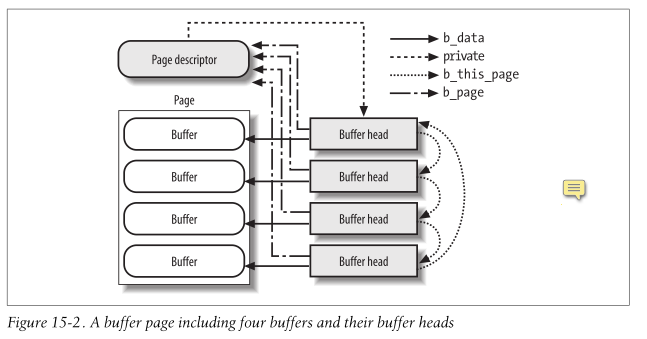 b_data
Page descriptor
private
b_this_page
Page
b_page
Buffer
Buffer head
Buffer
Buffer head
Buffer
Buffer head
Buffer
Buffer head
Figure 15-2. A buffer page including four buffers and their buffer heads